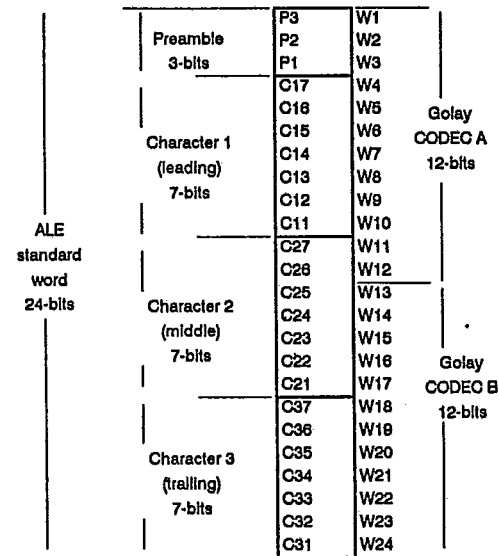 ALE
standard
word
24-bits
Preamble
3-bits
Character 1
(leading)
7-bits
Character 2
(middle)
7-bits
Character 3
(trailing)
7-bits
P3 W1
P2 W2
P1 W3
C17 W4
C16 W5
C15 W6
C14 W7
C13 W8
C12 W9
C11 W10
C27 W11
C26 W12
C25 W13
C24 W14
C23 W15
C22 W16
C21 W17
C37 W18
C36 W19
C35 W20
C34 W21
C33 W22
C32 W23
C31 W24
Golay
CODEC A
12-bits
Golay
CODEC B
12-bits